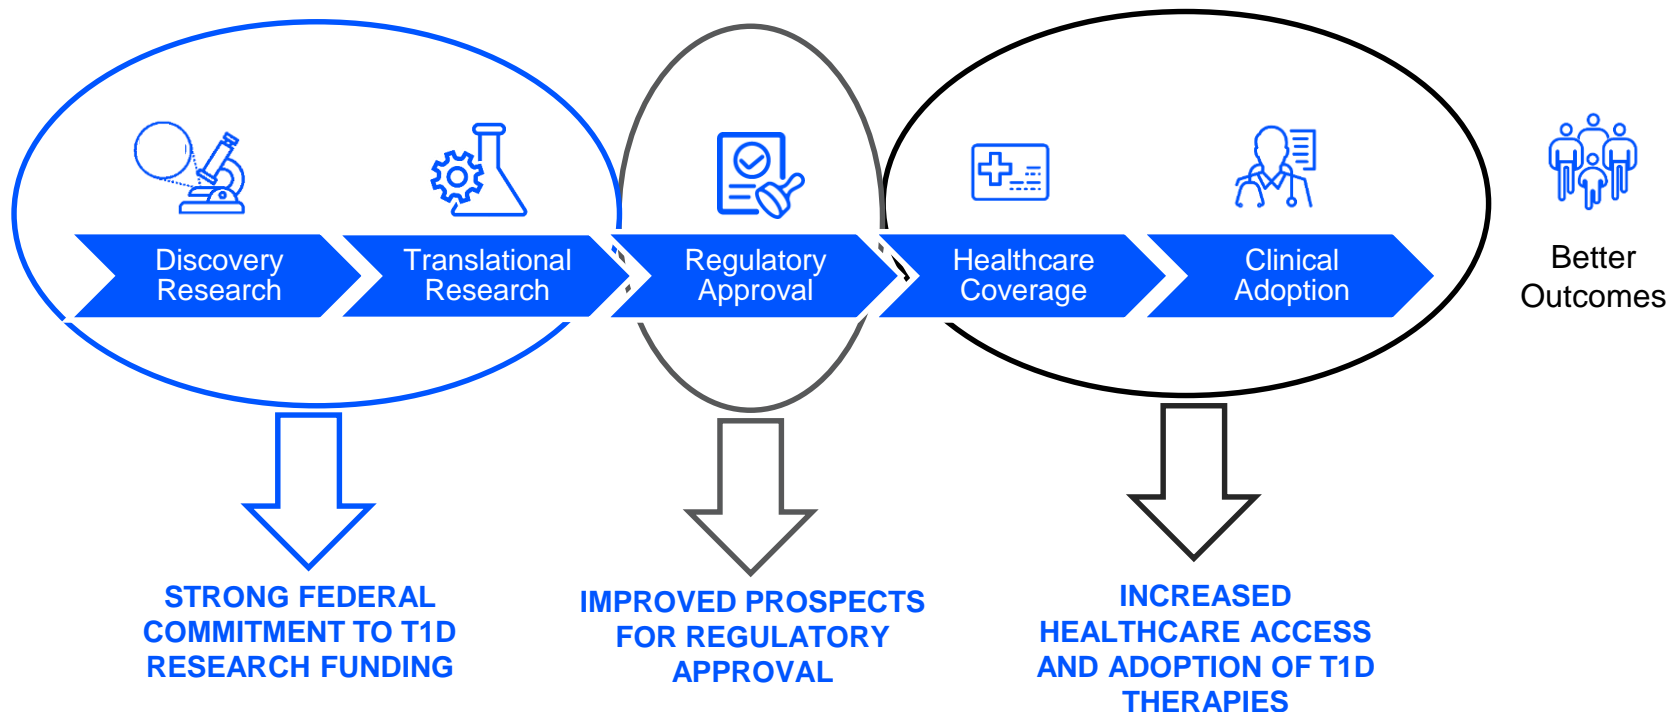 Discovery
Research
Translational
Research
Regulatory
Approval
Healthcare
Coverage
Clinical
Adoption
Better
Outcomes
STRONG FEDERAL
COMMITMENT TO T1D
RESEARCH FUNDING
IMPROVED PROSPECTS
FOR REGULATORY
APPROVAL
INCREASED
HEALTHCARE ACCESS
AND ADOPTION OF T1D
THERAPIES